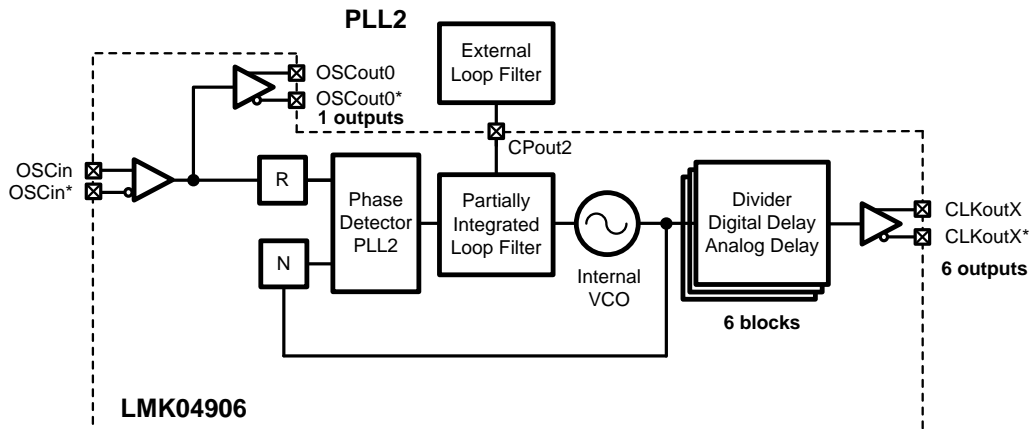 PLL2
External
Loop Filter
OSCout0
OSCout0*
1 outputs
CPout2
OSCin
OSCin*
R
Phase
Detector
PLL2
Partially
Integrated
Loop Filter
Divider
Digital Delay
Analog Delay
CLKoutX
CLKoutX*
6 outputs
N
Internal
VCO
6 blocks
LMK04906